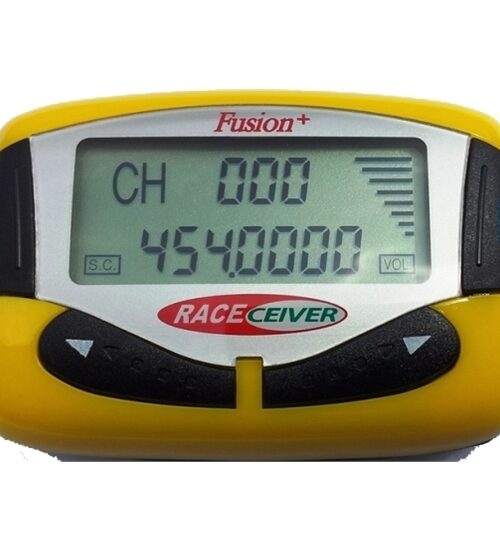 Fusion+
CH 000
454.0000
S.C. VOL
RACECEIVER